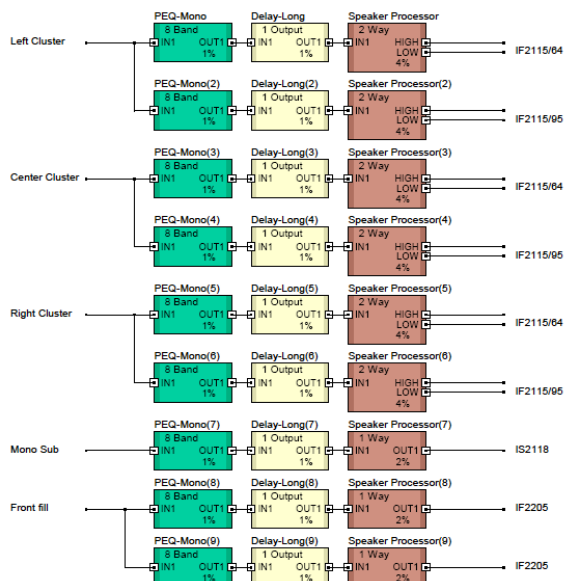 PEQ-Mono Delay-Long Speaker Processor
8 Band 1 Output 2 Way
Left Cluster IN1 OUT1 IN1 OUT1 IN1 HIGH
1% 1% LOW IF2115/64
4%
PEQ-Mono(2) Delay-Long(2) Speaker Processor(2)
8 Band 1 Output 2 Way
IN1 OUT1 IN1 OUT1 IN1 HIGH
1% 1% LOW IF2115/95
4%
PEQ-Mono(3) Delay-Long(3) Speaker Processor(3)
8 Band 1 Output 2 Way
Center Cluster IN1 OUT1 IN1 OUT1 IN1 HIGH
1% 1% LOW IF2115/64
4%
PEQ-Mono(4) Delay-Long(4) Speaker Processor(4)
8 Band 1 Output 2 Way
IN1 OUT1 IN1 OUT1 IN1 HIGH
1% 1% LOW IF2115/95
4%
PEQ-Mono(5) Delay-Long(5) Speaker Processor(5)
8 Band 1 Output 2 Way
Right Cluster IN1 OUT1 IN1 OUT1 IN1 HIGH
1% 1% LOW IF2115/64
4%
PEQ-Mono(6) Delay-Long(6) Speaker Processor(6)
8 Band 1 Output 2 Way
IN1 OUT1 IN1 OUT1 IN1 HIGH
1% 1% LOW IF2115/95
4%
PEQ-Mono(7) Delay-Long(7) Speaker Processor(7)
8 Band 1 Output 1 Way
Mono Sub IN1 OUT1 IN1 OUT1 IN1 OUT1 IS2118
1% 1% 2%
PEQ-Mono(8) Delay-Long(8) Speaker Processor(8)
8 Band 1 Output 1 Way
Front fill IN1 OUT1 IN1 OUT1 IN1 OUT1 IF2205
1% 1% 2%
PEQ-Mono(9) Delay-Long(9) Speaker Processor(9)
8 Band 1 Output 1 Way
IN1 OUT1 IN1 OUT1 IN1 OUT1 IF2205
1% 1% 2%